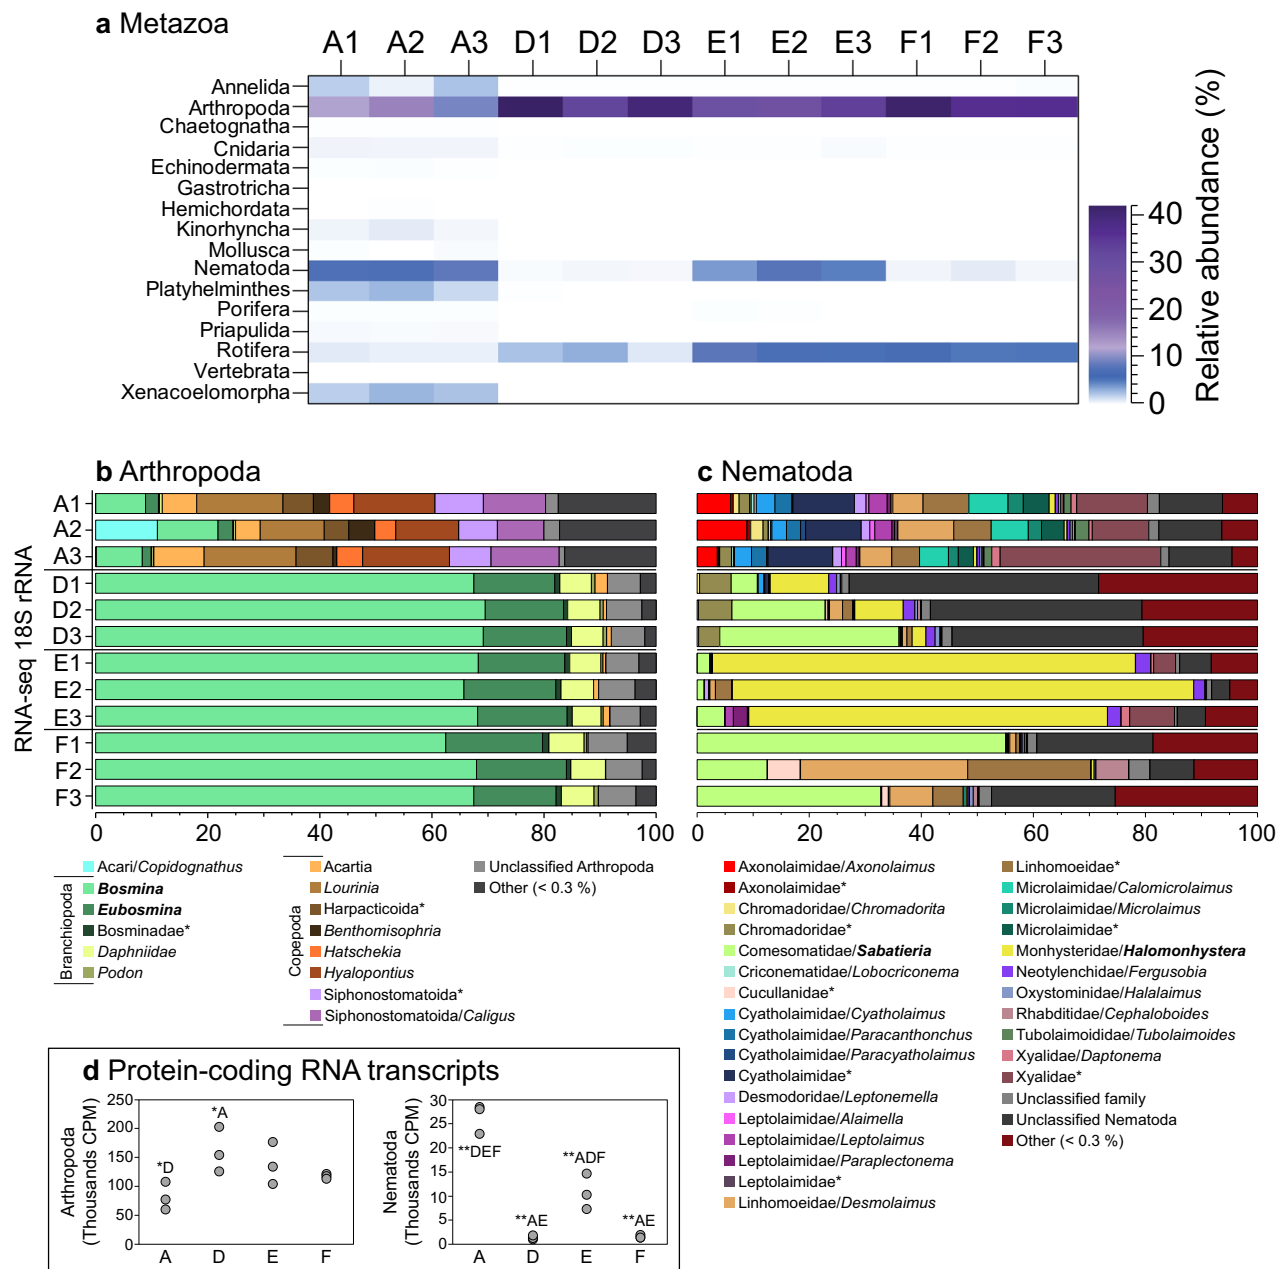 a Metazoa
A1 A2 A3 D1 D2 D3 E1 E2 E3 F1 F2 F3
Annelida
Arthropoda
Chaetognatha
Cnidaria
Echinodermata
Gastrotricha
Hemichordata
Kinorhyncha
Mollusca
Nematoda
Platyhelminthes
Porifera
Priapulida
Rotifera
Vertebrata
Xenacoelomorpha
40
30
20
10
0
Relative abundance (%)
b Arthropoda
c Nematoda
RNA-seq 18S rRNA
A1
A2
A3
D1
D2
D3
E1
E2
E3
F1
F2
F3
0 20 40 60 80 100
0 20 40 60 80 100
Branchiopoda
Acari/Copidognathus
Bosmina
Eubosmina
Bosminadae*
Daphniidae
Podon
Copepoda
Acartia
Lourinia
Harpacticoida*
Benthomisophria
Hatschekia
Hyalopontius
Siphonostomatoida*
Siphonostomatoida/Caligus
Unclassified Arthropoda
Other (< 0.3 %)
Axonolaimidae/Axonolaimus
Axonolaimidae*
Chromadoridae/Chromadorita
Chromadoridae*
Comesomatidae/Sabatieria
Criconematidae/Lobocriconema
Cucullanidae*
Cyatholaimidae/Cyatholaimus
Cyatholaimidae/Paracanthonchus
Cyatholaimidae/Paracyatholaimus
Cyatholaimidae*
Desmodoridae/Leptonemella
Leptolaimidae/Alaimella
Leptolaimidae/Leptolaimus
Leptolaimidae/Paraplectonema
Leptolaimidae*
Linhomoeidae/Desmolaimus
Linhomoeidae*
Microlaimidae/Calomicrolaimus
Microlaimidae/Microlaimus
Microlaimidae*
Monhysteridae/Halomonhystera
Neotylenchidae/Fergusobia
Oxystominidae/Halalaimus
Rhabditidae/Cephaloboides
Tubolaimoididae/Tubolaimoides
Xyalidae/Daptonema
Xyalidae*
Unclassified family
Unclassified Nematoda
Other (< 0.3 %)
d Protein-coding RNA transcripts
Arthropoda
(Thousands CPM)
250
200
150
100
50
0
*D
*A
A D E F
Nematoda
(Thousands CPM)
30
25
20
15
10
5
0
**DEF
**AE
**ADF
**AE
A D E F